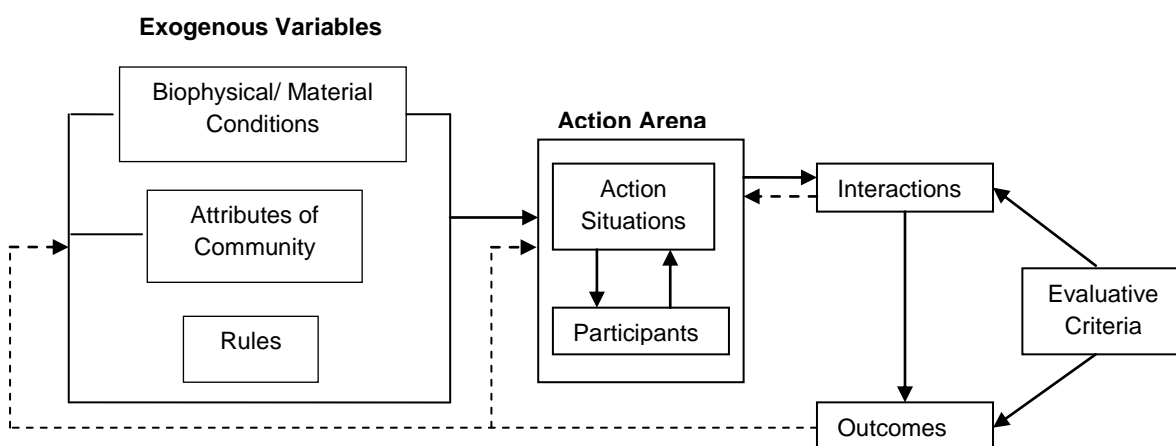 Exogenous Variables
Biophysical/ Material
Conditions
Attributes of
Community
Rules
Action Arena
Action
Situations
Participants
Interactions
Outcomes
Evaluative
Criteria